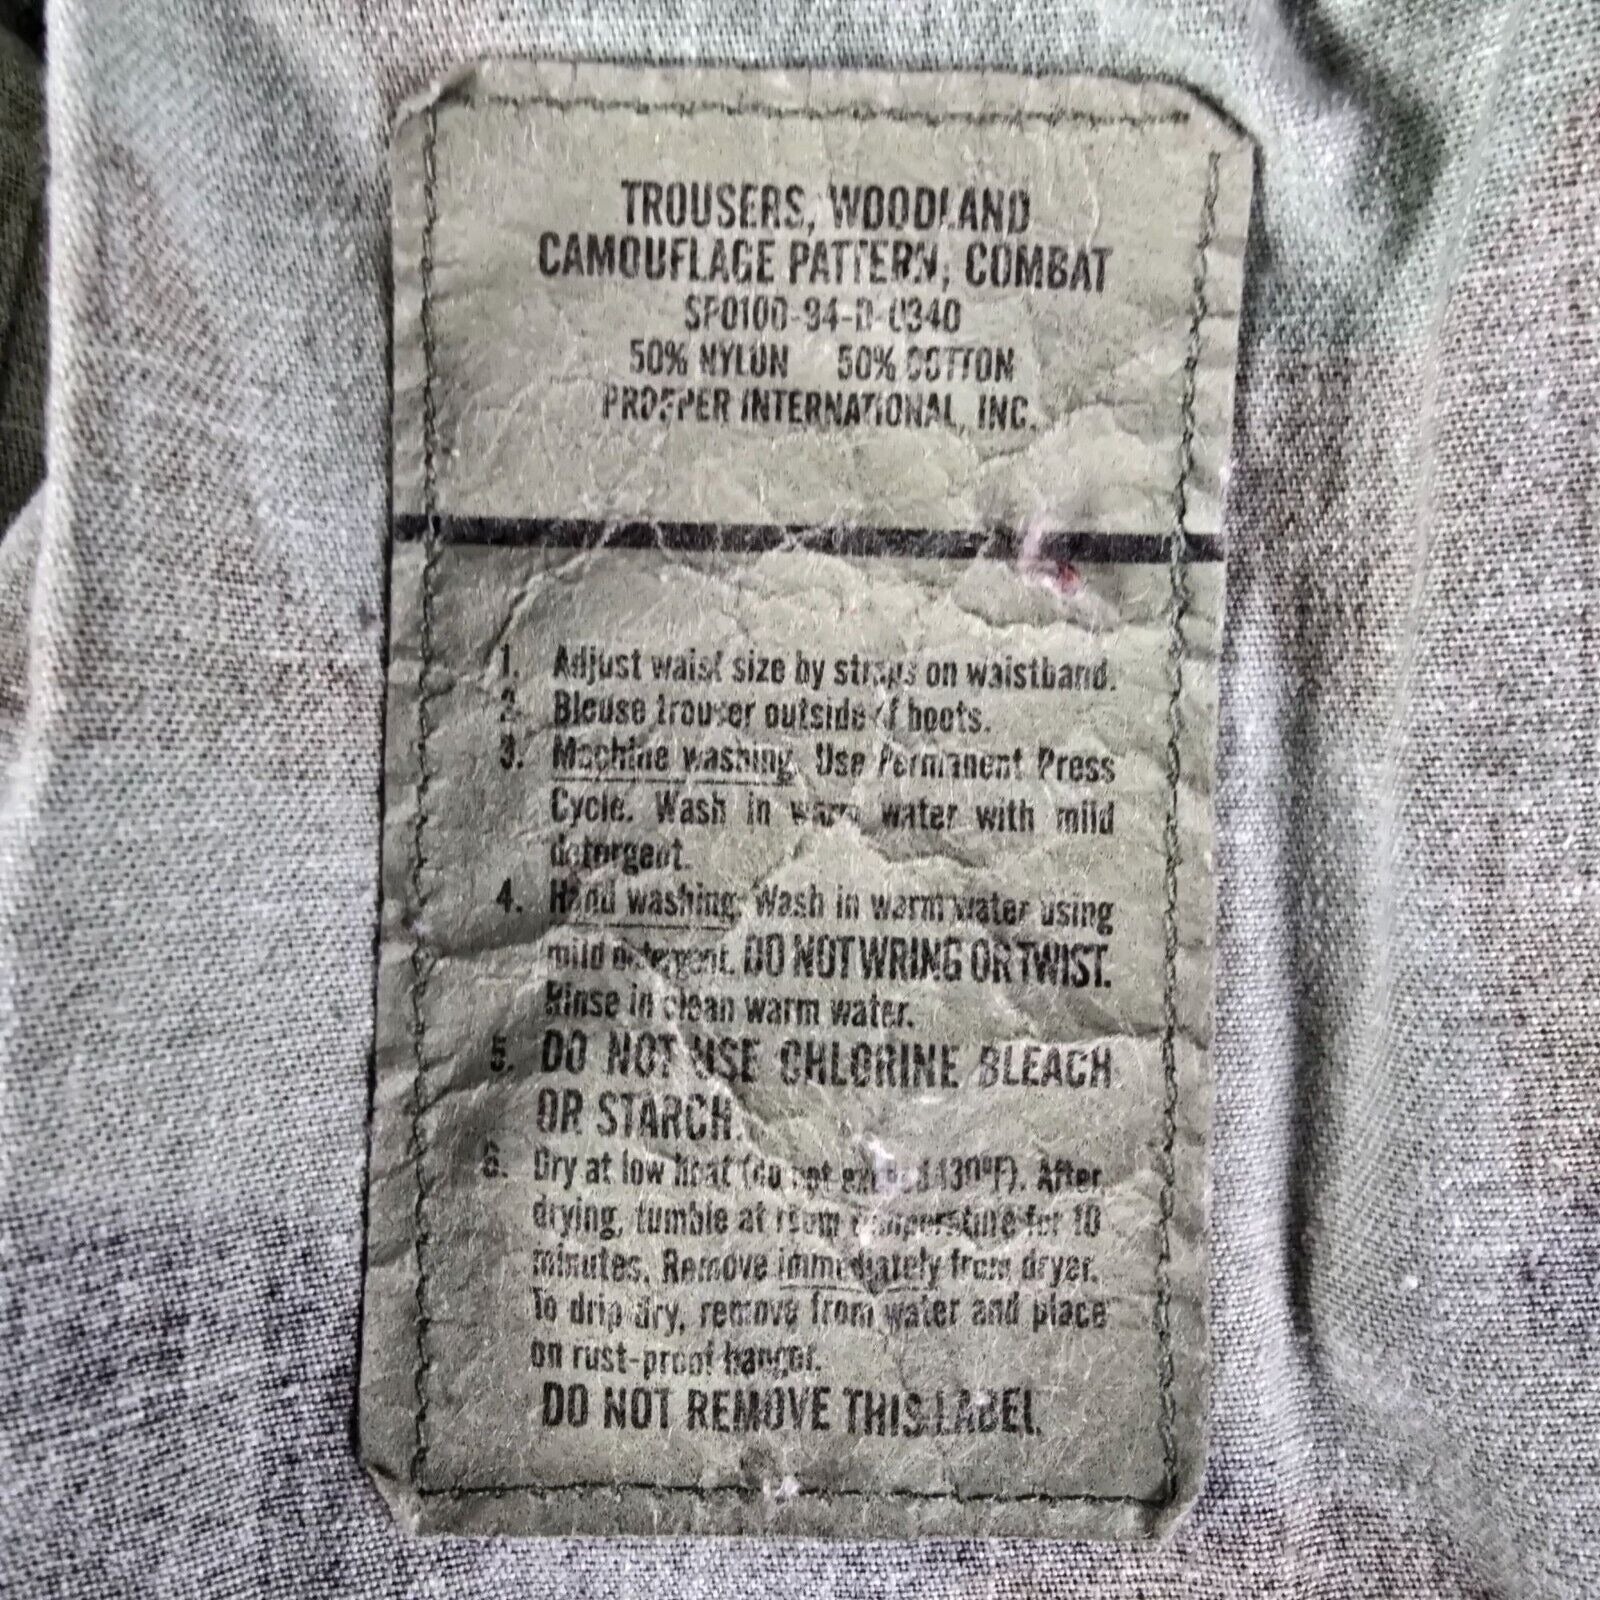 TROUSERS, WOODLAND
CAMOUFLAGE PATTERN, COMBAT
SP0100-94-D-0340
50% NYLON 50% COTTON
PROPPER INTERNATIONAL, INC.
1. Adjust waist size by straps on waistband.
2. Blouse trouser outside of boots.
3. Machine washing. Use Permanent Press
Cycle. Wash in warm water with mild
detergent.
4. Hand washing: Wash in warm water using
mild detergent. DO NOT WRING OR TWIST.
Rinse in clean warm water.
5. DO NOT USE CHLORINE BLEACH
OR STARCH.
6. Dry at low heat (do not exceed 130°F). After
drying, tumble at room temperature for 10
minutes. Remove immediately from dryer.
To drip dry, remove from water and place
on rust-proof hanger.
DO NOT REMOVE THIS LABEL